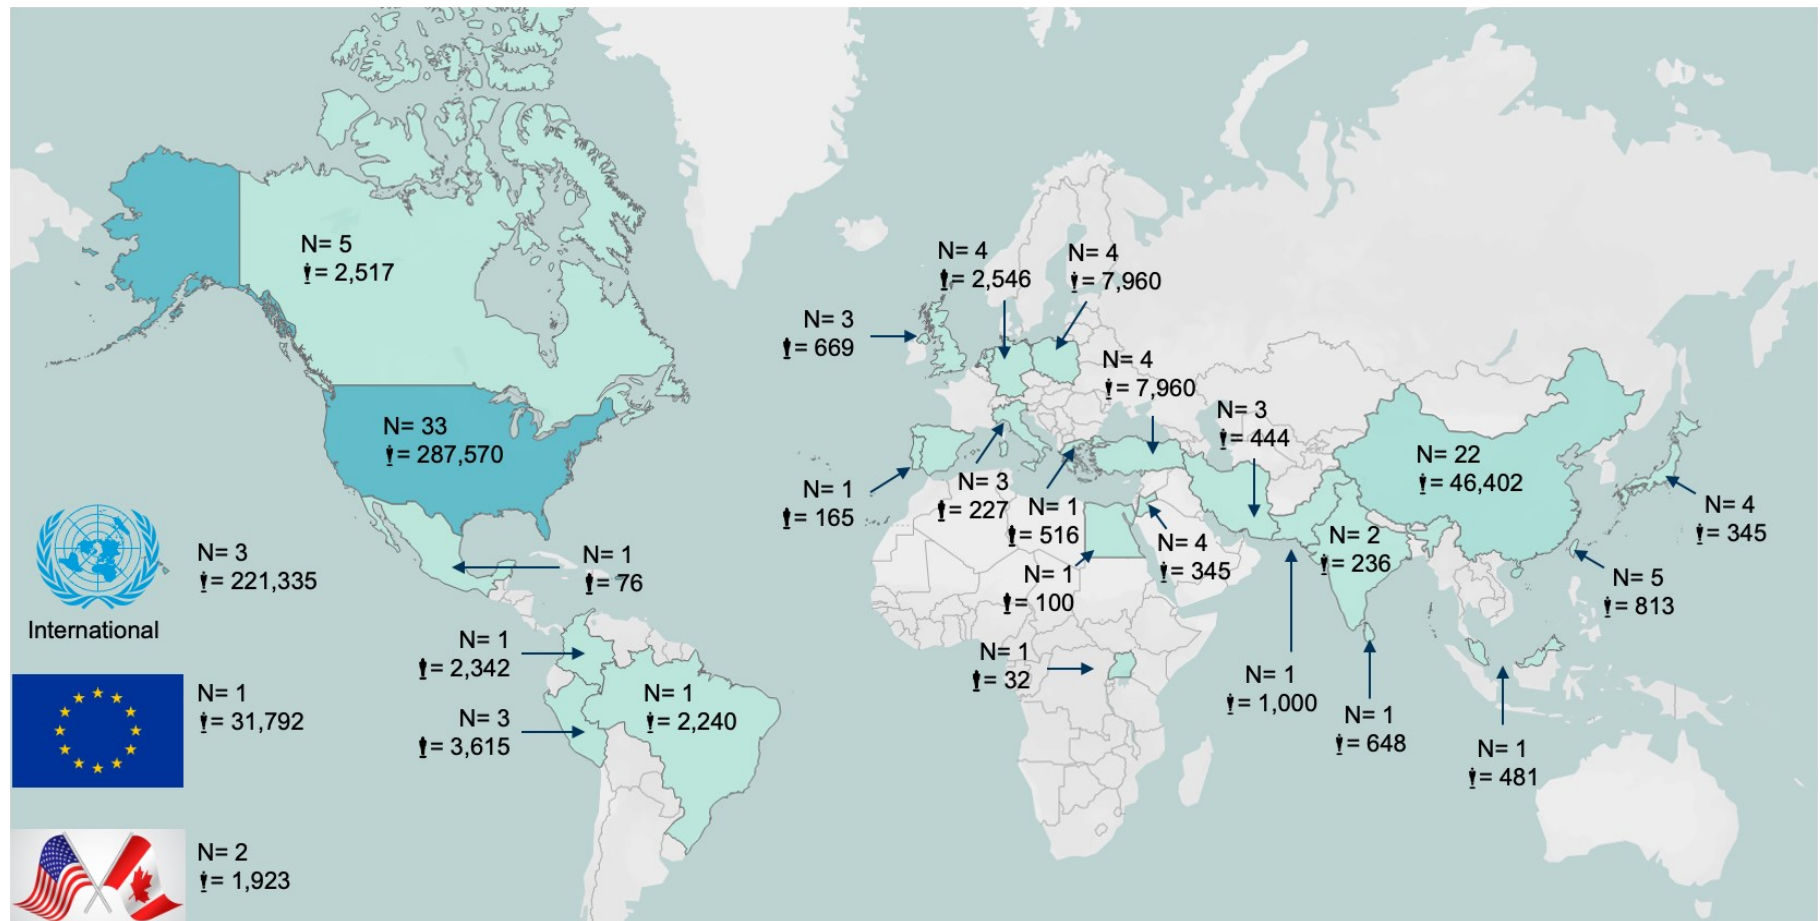 N= 5
= 2,517
N= 33
= 287,570
N= 3
= 221,335
International
N= 1
= 31,792
N= 2
= 1,923
N= 1
= 76
N= 1
= 2,342
N= 3
= 3,615
N= 1
= 2,240
N= 4
= 2,546
N= 4
= 7,960
N= 3
= 669
N= 4
= 7,960
N= 3
= 444
N= 22
= 46,402
N= 1
= 165
N= 3
= 227
N= 1
= 516
N= 1
= 100
N= 4
= 345
N= 2
= 236
N= 4
= 345
N= 5
= 813
N= 1
= 32
N= 1
= 1,000
N= 1
= 648
N= 1
= 481